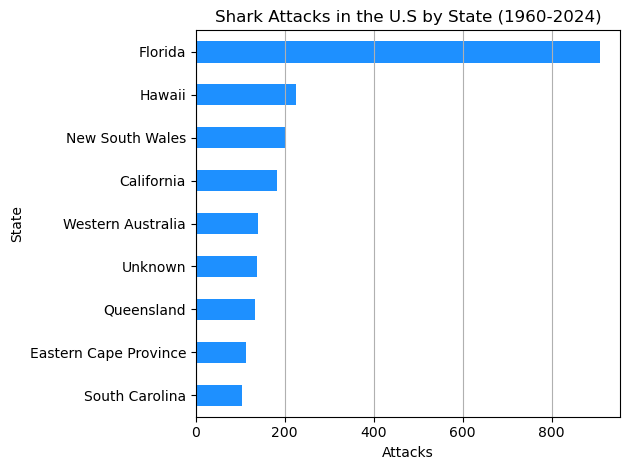 Shark Attacks in the U.S by State (1960-2024)
Florida
Hawaii
New South Wales
California
Western Australia
Unknown
Queensland
Eastern Cape Province
South Carolina
State
0 200 400 600 800
Attacks